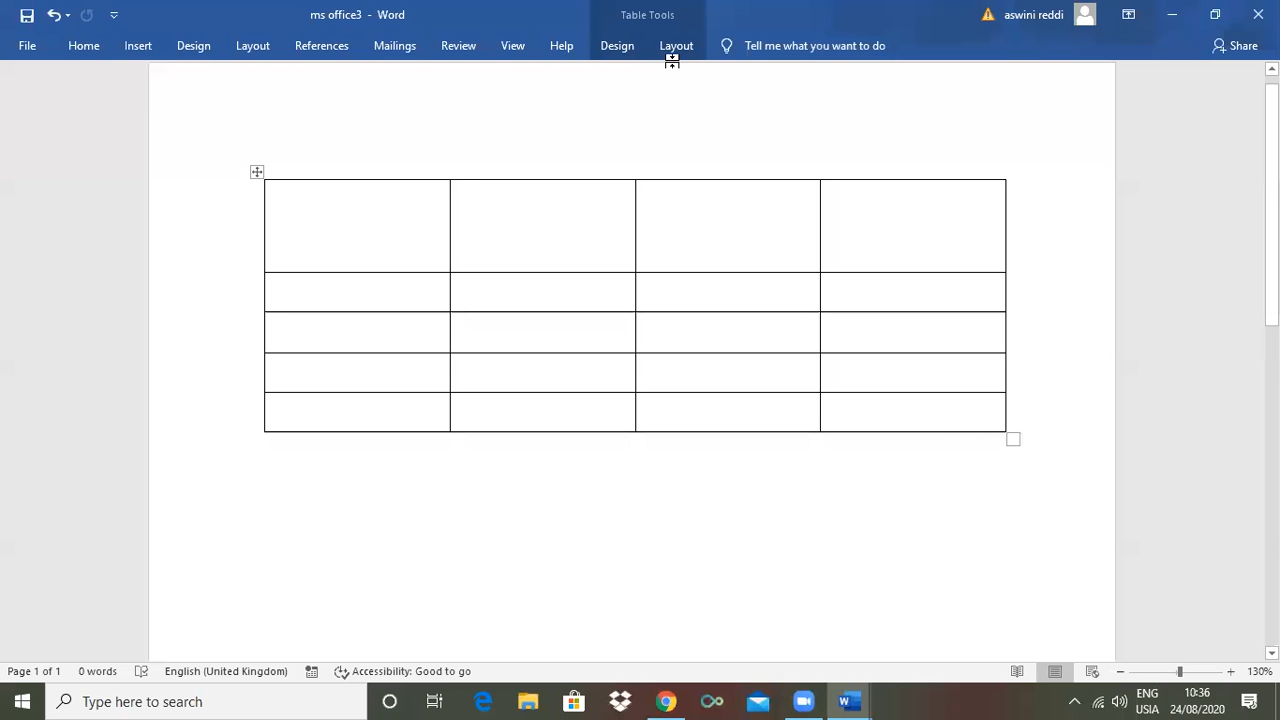 ms office3 - Word
Table Tools
aswini reddi
File Home Insert Design Layout References Mailings Review View Help Design Layout Tell me what you want to do Share
Page 1 of 1 0 words English (United Kingdom) Accessibility: Good to go 130%
Type here to search
ENG 10:36
USIA 24/08/2020